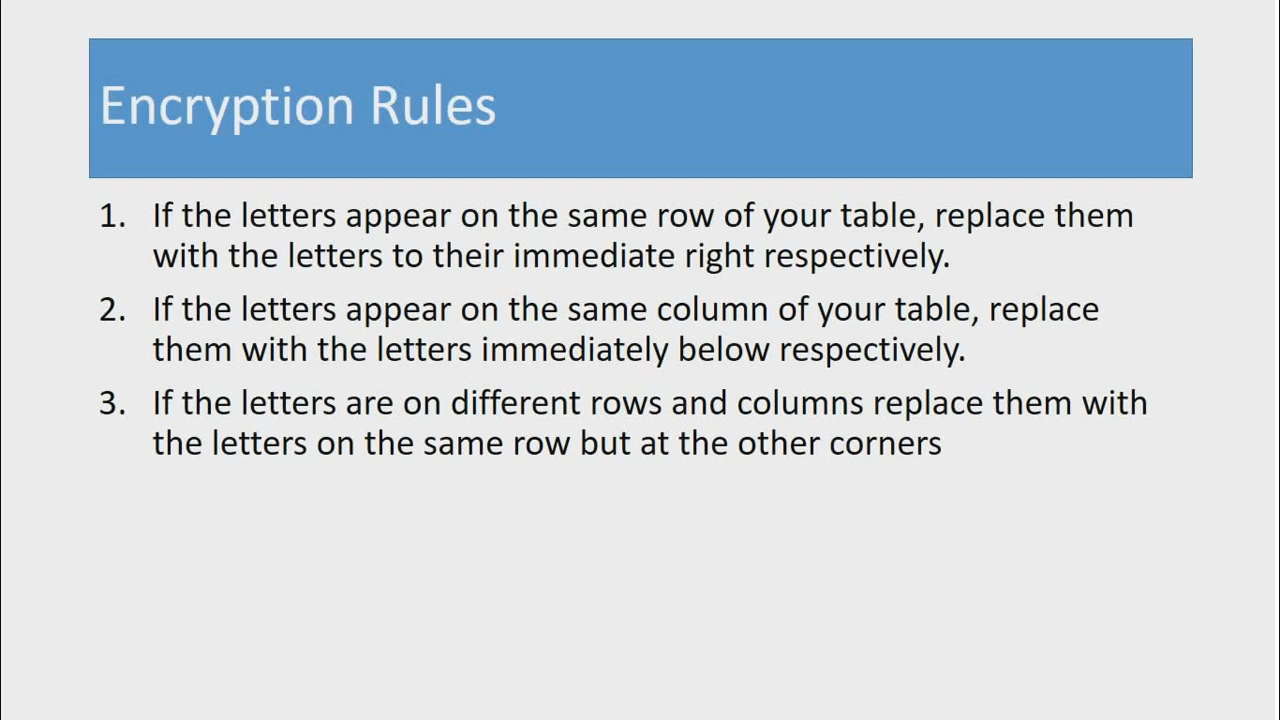 Encryption Rules
1. If the letters appear on the same row of your table, replace them
with the letters to their immediate right respectively.
2. If the letters appear on the same column of your table, replace
them with the letters immediately below respectively.
3. If the letters are on different rows and columns replace them with
the letters on the same row but at the other corners